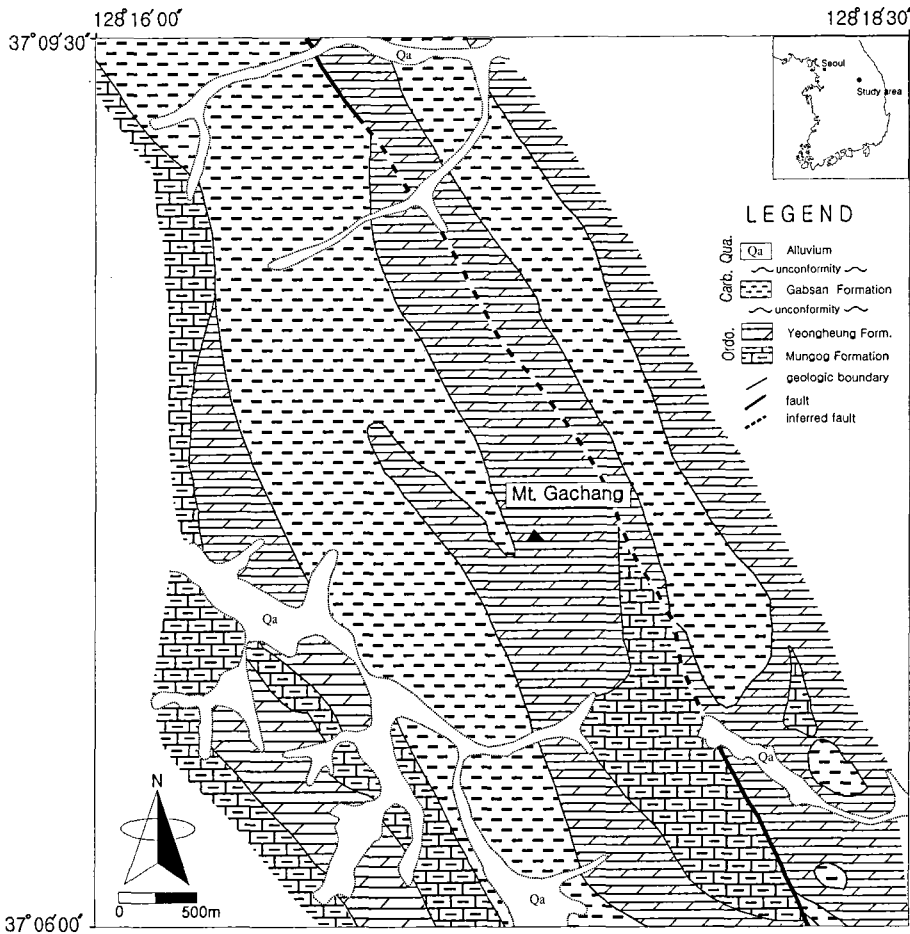 128°16′00″
128°18′30″
37°09′30″
Qa
Seoul
Study area
LEGEND
Qua.
Qa Alluvium
unconformity
Carb.
Gabsan Formation
unconformity
Ordo.
Yeongheung Form.
Mungog Formation
geologic boundary
fault
inferred fault
Mt. Gachang
Qa
Qa
N
0 500m
Qa
37°06′00″